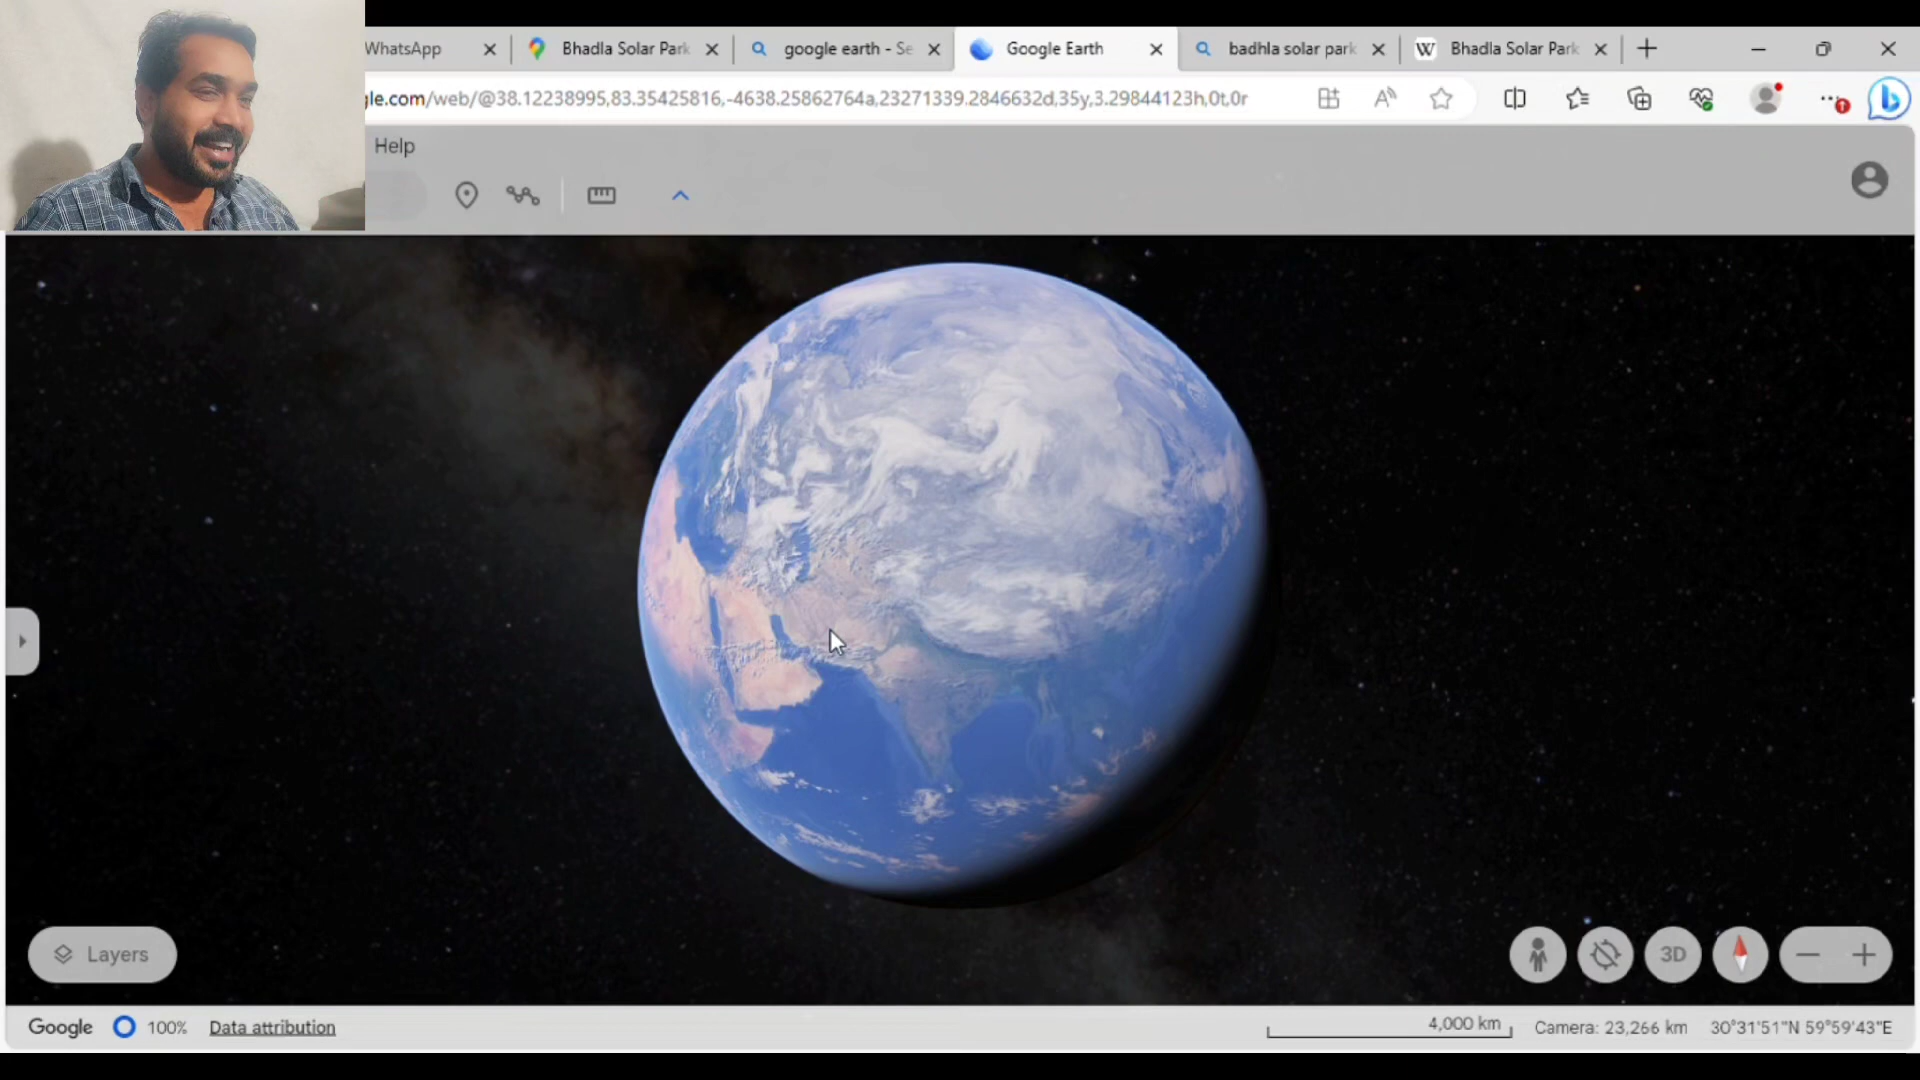 WhatsApp
Bhadla Solar Park
google earth - Se
Google Earth
badhla solar park
W Bhadla Solar Park
gle.com/web/@38.12238995,83.35425816,-4638.25862764a,23271339.2846632d,35y,3.29844123h,0t,0r
Help
Layers
3D
Google 100% Data attribution
4,000 km Camera: 23,266 km 30°31'51"N 59°59'43"E